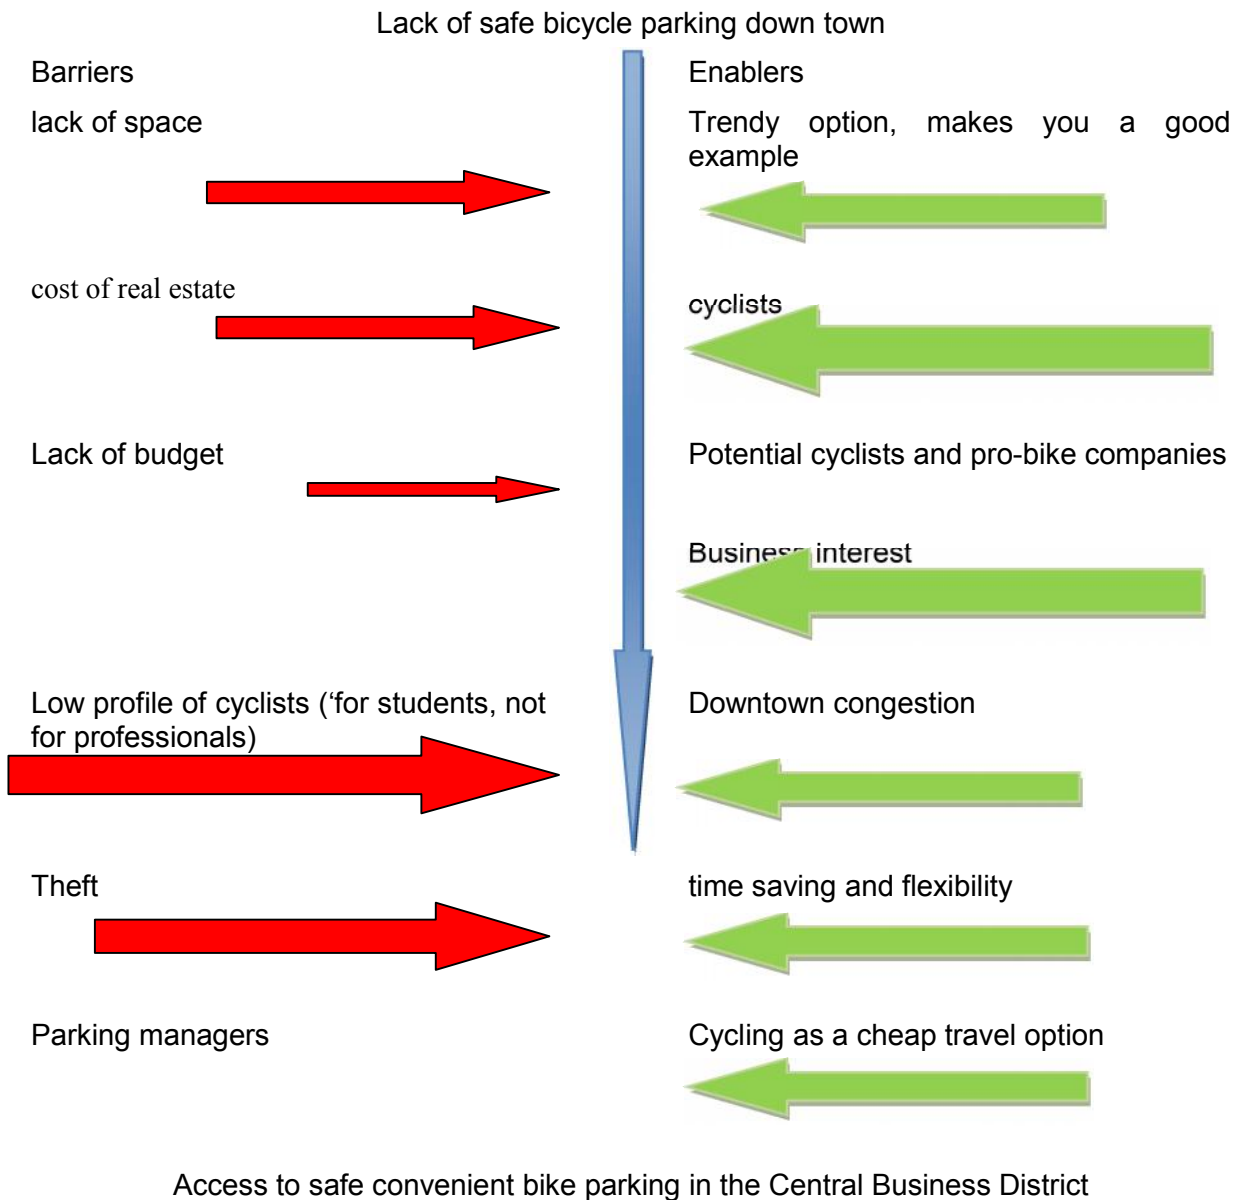 Lack of safe bicycle parking down town
Barriers
Enablers
lack of space
Trendy option, makes you a good
example
cost of real estate
cyclists
Lack of budget
Potential cyclists and pro-bike companies
Business interest
Low profile of cyclists (‘for students, not
for professionals)
Downtown congestion
Theft
time saving and flexibility
Parking managers
Cycling as a cheap travel option
Access to safe convenient bike parking in the Central Business District